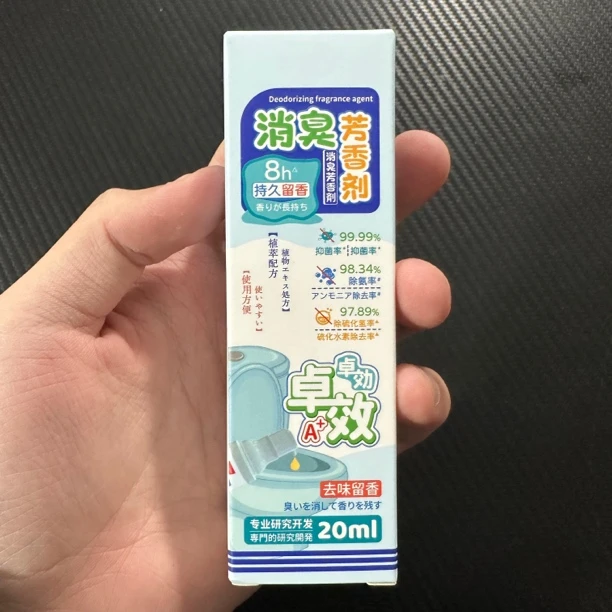 Deodorizing fragrance agent
消臭
芳香剂
消臭芳香劑
8h
持久留香
香りが長持ち
【植萃配方
植物エキス処方】
【使用方便
使いやすい】
99.99%
抑菌率* 抑菌率*
98.34%
除氨率#
アンモニア除去率#
97.89%
除硫化氢率^
硫化水素除去率^
卓効
卓效
A+
去味留香
臭いを消して香りを残す
专业研究开发
専門的研究開発
20ml